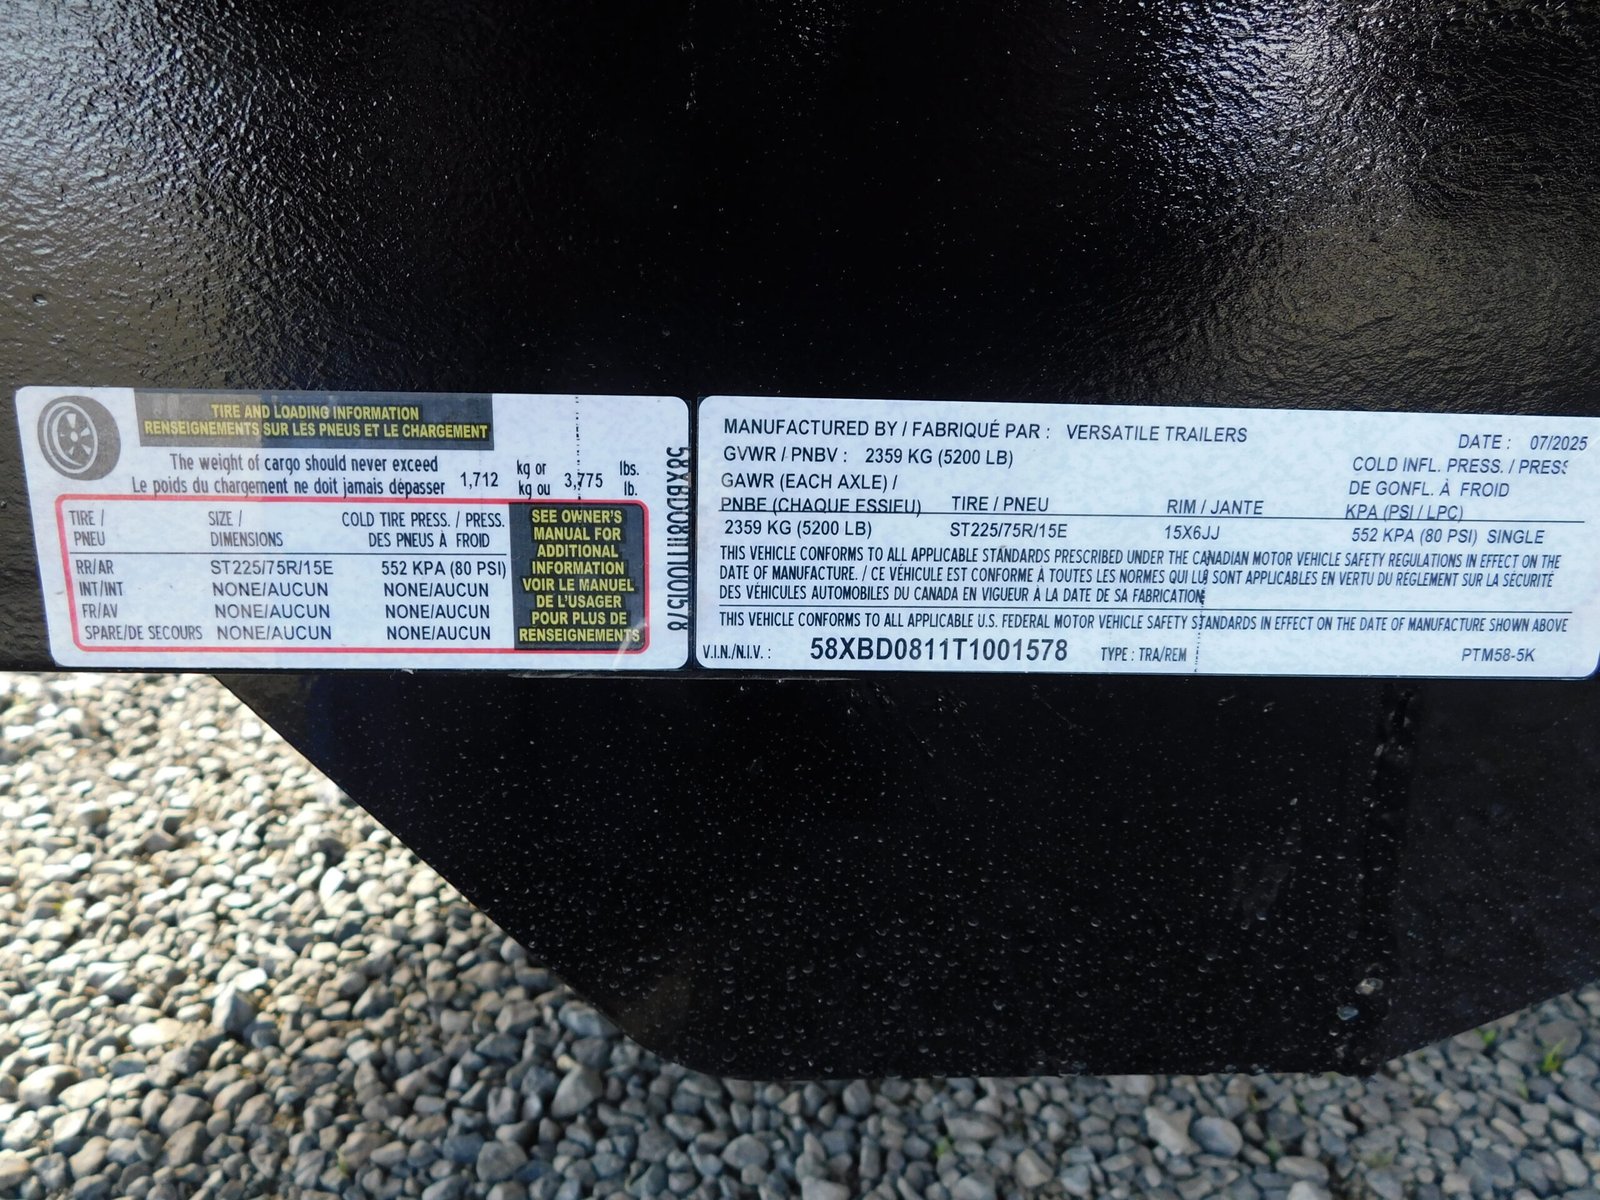 TIRE AND LOADING INFORMATION
RENSEIGNEMENTS SUR LES PNEUS ET LE CHARGEMENT
The weight of cargo should never exceed
Le poids du chargement ne doit jamais dépasser
1,712 kg or kg ou 3,775 lbs. lb.
TIRE / PNEU SIZE / DIMENSIONS COLD TIRE PRESS. / PRESS. DES PNEUS À FROID
RR/AR ST225/75R/15E 552 KPA (80 PSI)
INT/INT NONE/AUCUN NONE/AUCUN
FR/AV NONE/AUCUN NONE/AUCUN
SPARE/DE SECOURS NONE/AUCUN NONE/AUCUN
SEE OWNER'S
MANUAL FOR
ADDITIONAL
INFORMATION
VOIR LE MANUEL
DE L'USAGER
POUR PLUS DE
RENSEIGNEMENTS
58XBD0811T1001578
MANUFACTURED BY / FABRIQUÉ PAR : VERSATILE TRAILERS
DATE : 07/2025
GVWR / PNBV : 2359 KG (5200 LB)
GAWR (EACH AXLE) /
PNBE (CHAQUE ESSIEU) TIRE / PNEU RIM / JANTE
COLD INFL. PRESS. / PRESS
DE GONFL. À FROID
KPA (PSI / LPC)
2359 KG (5200 LB) ST225/75R/15E 15X6JJ 552 KPA (80 PSI) SINGLE
THIS VEHICLE CONFORMS TO ALL APPLICABLE STANDARDS PRESCRIBED UNDER THE CANADIAN MOTOR VEHICLE SAFETY REGULATIONS IN EFFECT ON THE
DATE OF MANUFACTURE. / CE VÉHICULE EST CONFORME À TOUTES LES NORMES QUI LUI SONT APPLICABLES EN VERTU DU REGLEMENT SUR LA SÉCURITÉ
DES VÉHICULES AUTOMOBILES DU CANADA EN VIGUEUR À LA DATE DE SA FABRICATION
THIS VEHICLE CONFORMS TO ALL APPLICABLE U.S. FEDERAL MOTOR VEHICLE SAFETY STANDARDS IN EFFECT ON THE DATE OF MANUFACTURE SHOWN ABOVE
V.I.N./N.I.V. : 58XBD0811T1001578 TYPE : TRA/REM PTM58-5K